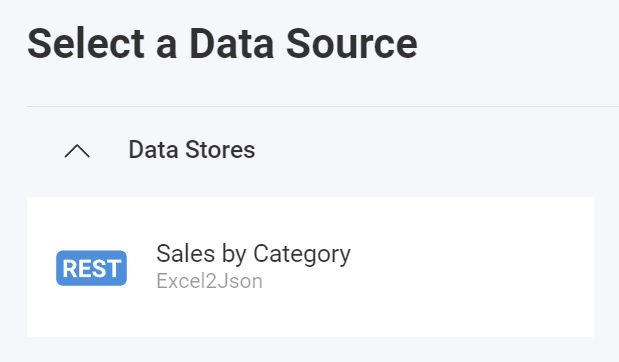 Select a Data Source
Data Stores
REST
Sales by Category
Excel2Json